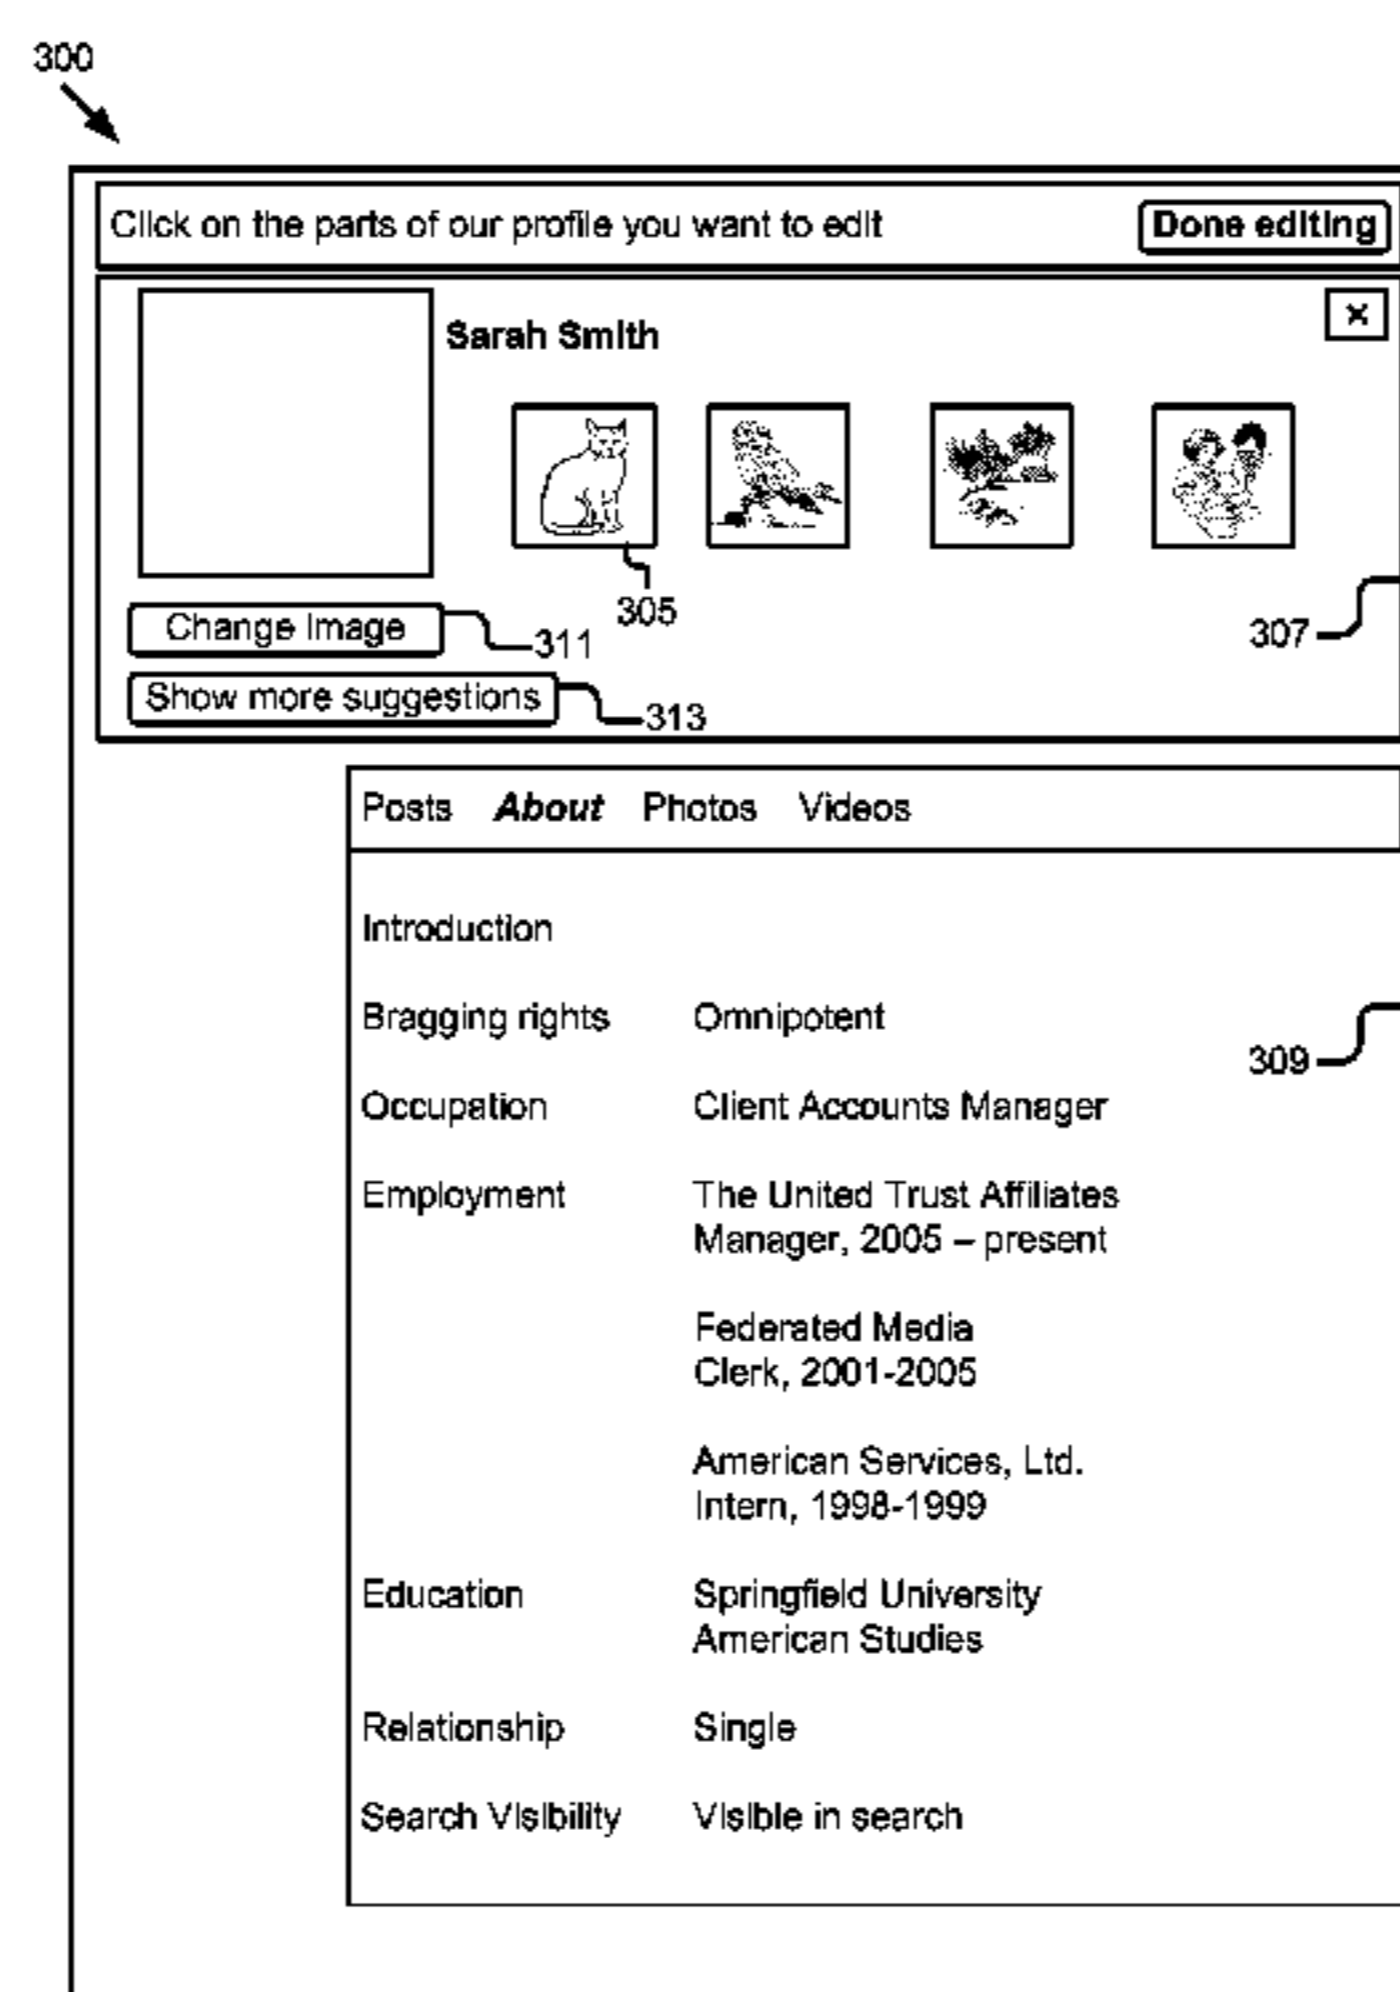 300
Click on the parts of our profile you want to edit Done editing
Sarah Smith x
305
Change Image 311
307
Show more suggestions 313
Posts About Photos Videos
Introduction
Bragging rights Omnipotent
309
Occupation Client Accounts Manager
Employment The United Trust Affiliates
Manager, 2005 – present
Federated Media
Clerk, 2001-2005
American Services, Ltd.
Intern, 1998-1999
Education Springfield University
American Studies
Relationship Single
Search Visibility Visible in search